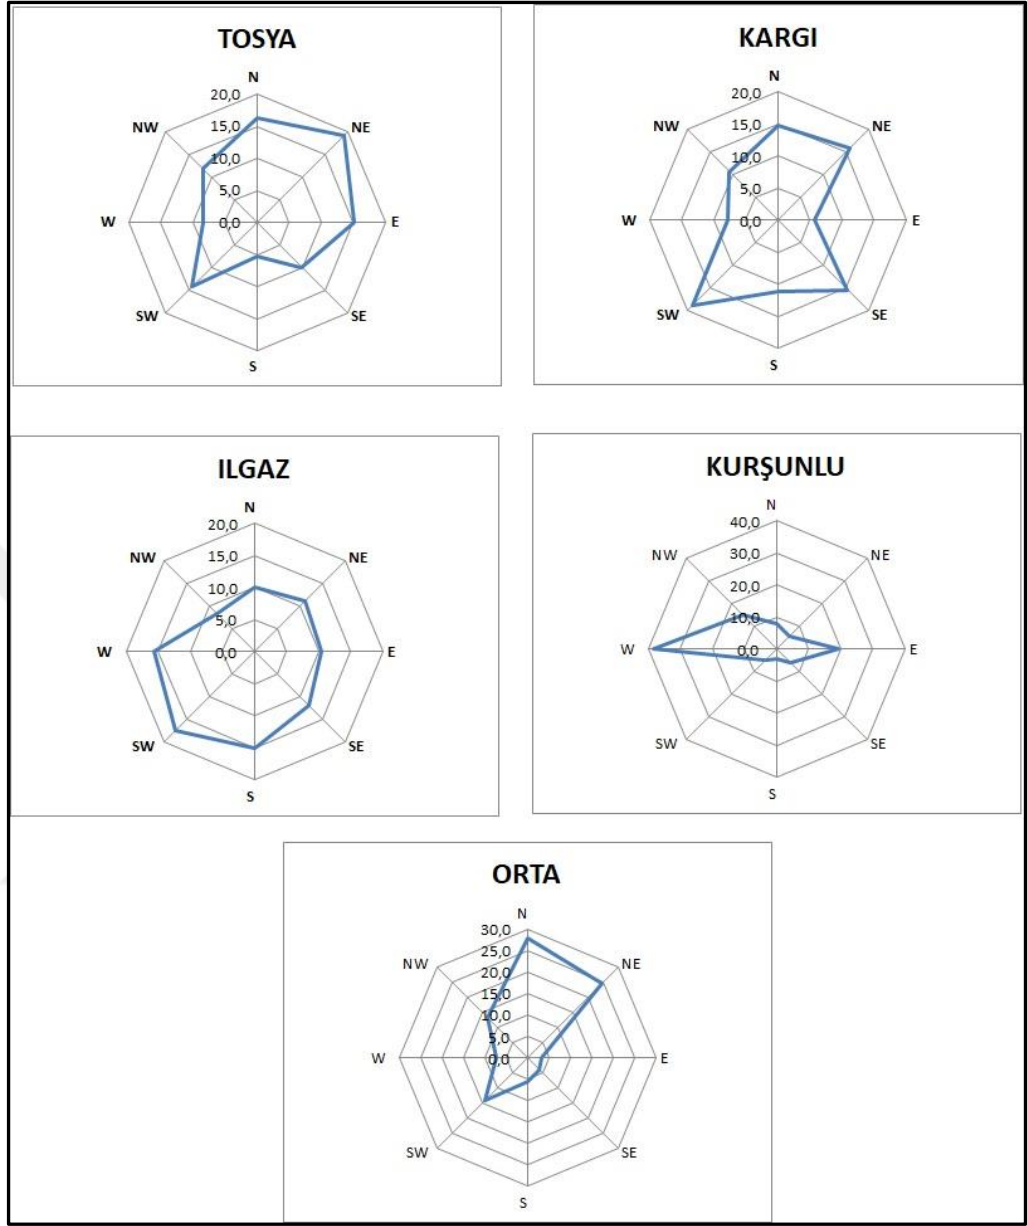 TOSYA
N
20,0
NW
NE
15,0
10,0
5,0
W
0,0
E
SW
SE
S
KARGI
N
20,0
NW
NE
15,0
10,0
5,0
W
0,0
E
SW
SE
S
ILGAZ
N
20,0
NW
NE
15,0
10,0
5,0
W
0,0
E
SW
SE
S
KURŞUNLU
N
40,0
NW
NE
30,0
20,0
10,0
W
0,0
E
SW
SE
S
ORTA
N
30,0
25,0
NW
NE
20,0
15,0
10,0
5,0
W
0,0
E
SW
SE
S